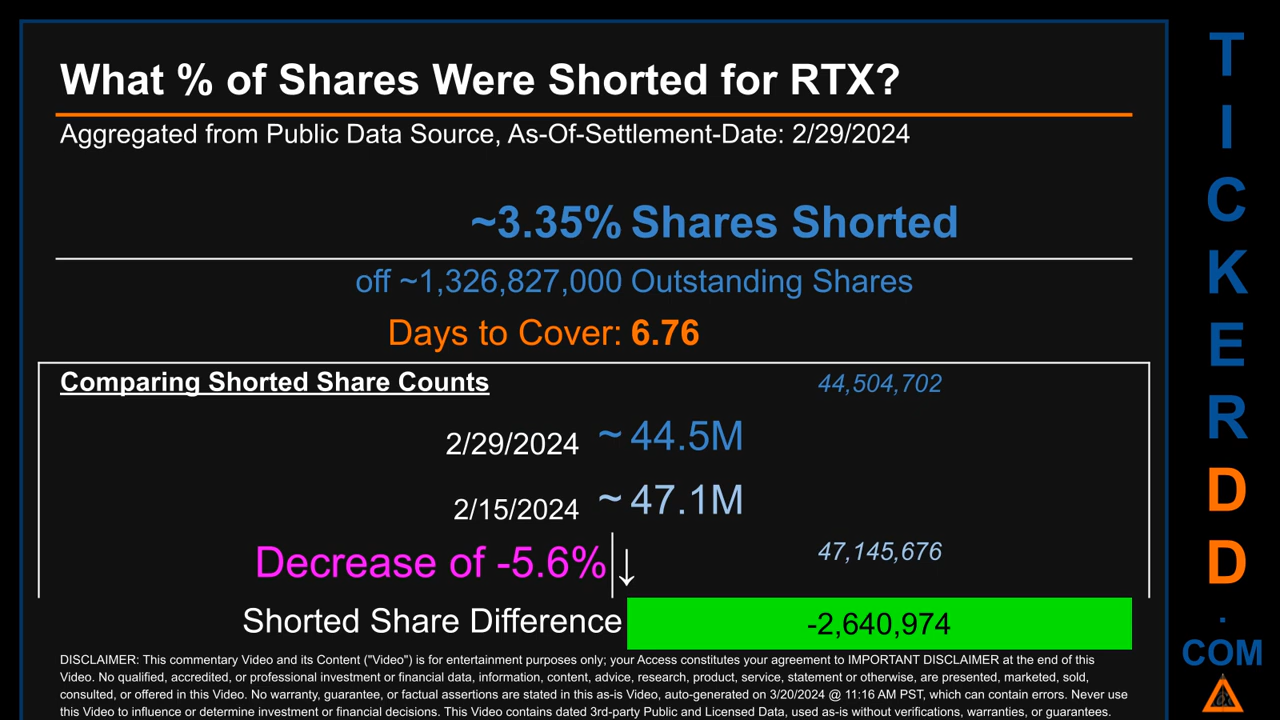 What % of Shares Were Shorted for RTX?
Aggregated from Public Data Source, As-Of-Settlement-Date: 2/29/2024
~3.35% Shares Shorted
off ~1,326,827,000 Outstanding Shares
Days to Cover: 6.76
Comparing Shorted Share Counts
44,504,702
2/29/2024 ~ 44.5M
2/15/2024 ~ 47.1M
47,145,676
Decrease of -5.6% ↓
Shorted Share Difference -2,640,974
DISCLAIMER: This commentary Video and its Content ("Video") is for entertainment purposes only; your Access constitutes your agreement to IMPORTANT DISCLAIMER at the end of this
Video. No qualified, accredited, or professional investment or financial data, information, content, advice, research, product, service, statement or otherwise, are presented, marketed, sold,
consulted, or offered in this Video. No warranty, guarantee, or factual assertions are stated in this as-is Video, auto-generated on 3/20/2024 @ 11:16 AM PST, which can contain errors. Never use
this Video to influence or determine investment or financial decisions. This Video contains dated 3rd-party Public and Licensed Data, used as-is without verifications, warranties, or guarantees.
T
I
C
K
E
R
D
D
.
COM